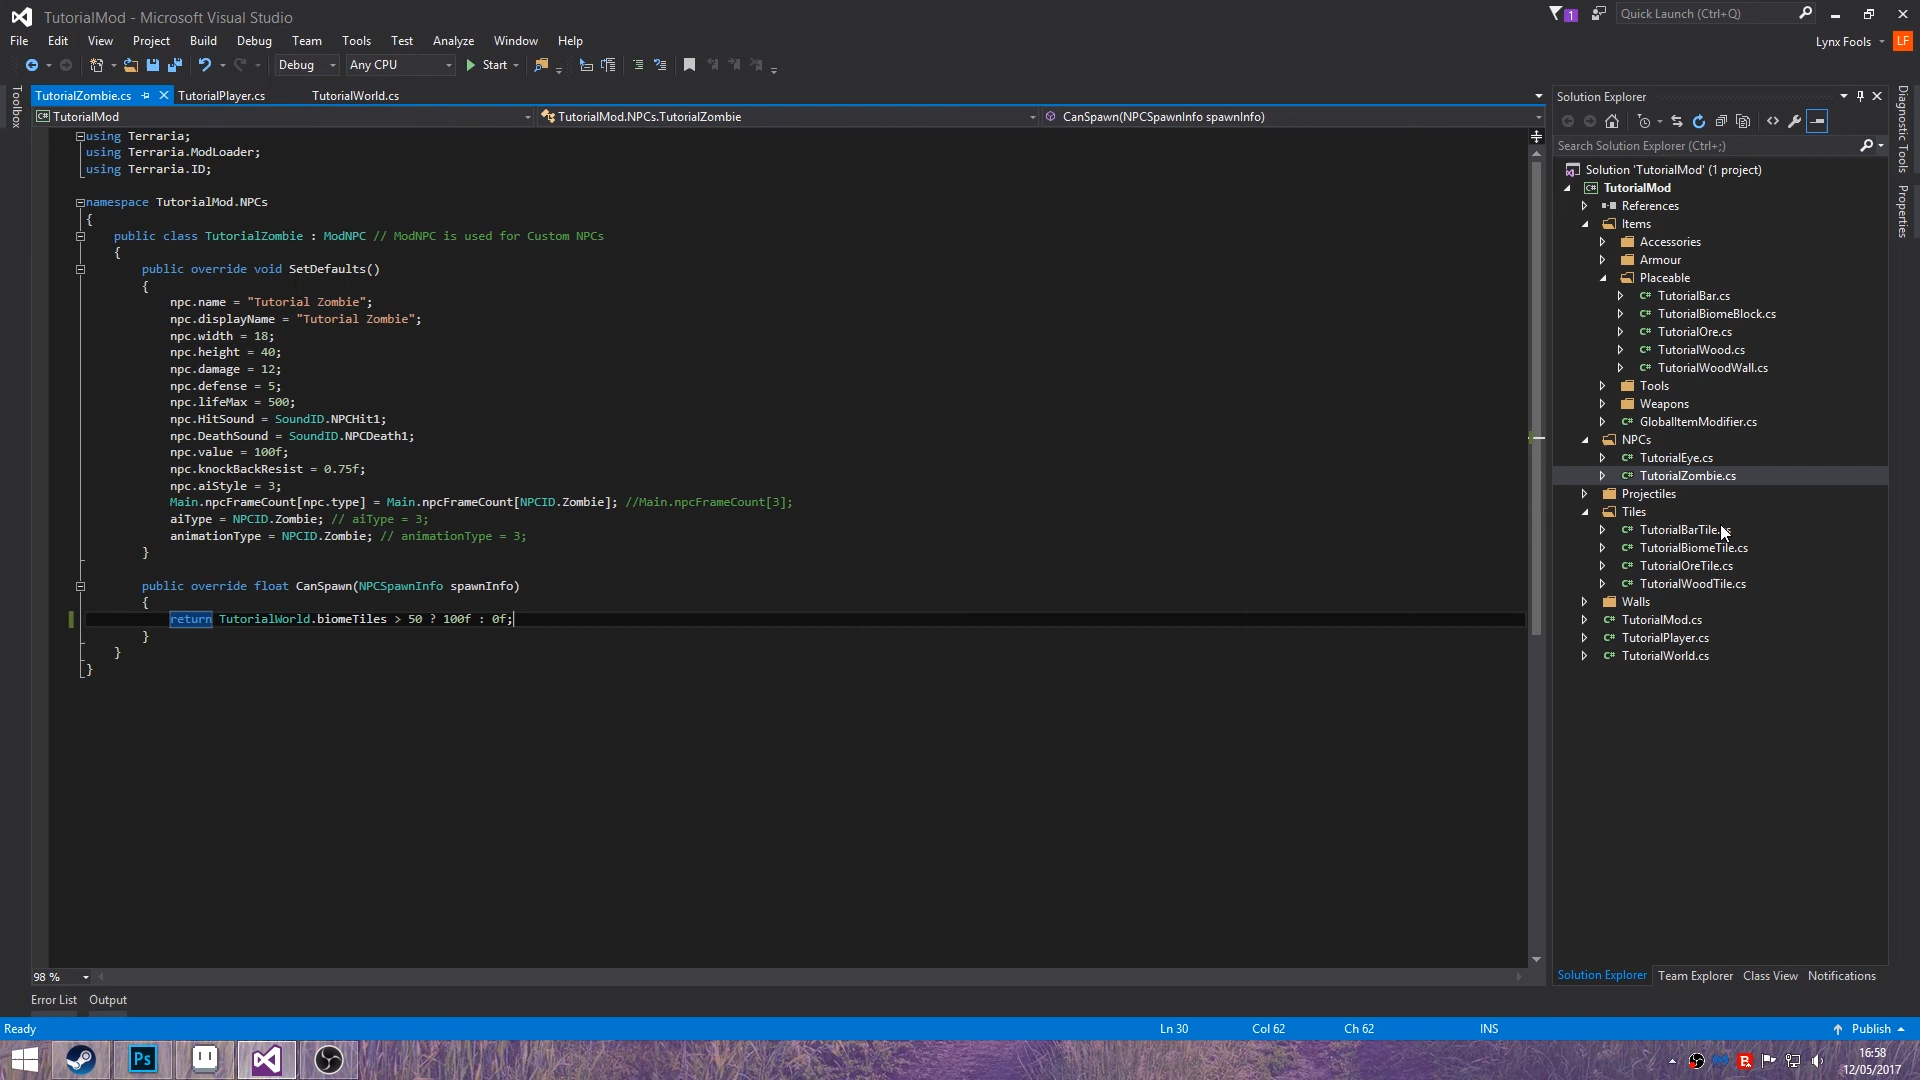 TutorialMod - Microsoft Visual Studio
1
Quick Launch (Ctrl+Q)
File Edit View Project Build Debug Team Tools Test Analyze Window Help
Lynx Fools
LF
Debug Any CPU Start
Toolbox
TutorialZombie.cs TutorialPlayer.cs TutorialWorld.cs
TutorialMod TutorialMod.NPCs.TutorialZombie CanSpawn(NPCSpawnInfo spawnInfo)
using Terraria;
using Terraria.ModLoader;
using Terraria.ID;
namespace TutorialMod.NPCs
{
public class TutorialZombie : ModNPC // ModNPC is used for Custom NPCs
{
public override void SetDefaults()
{
npc.name = "Tutorial Zombie";
npc.displayName = "Tutorial Zombie";
npc.width = 18;
npc.height = 40;
npc.damage = 12;
npc.defense = 5;
npc.lifeMax = 500;
npc.HitSound = SoundID.NPCHit1;
npc.DeathSound = SoundID.NPCDeath1;
npc.value = 100f;
npc.knockBackResist = 0.75f;
npc.aiStyle = 3;
Main.npcFrameCount[npc.type] = Main.npcFrameCount[NPCID.Zombie]; //Main.npcFrameCount[3];
aiType = NPCID.Zombie; // aiType = 3;
animationType = NPCID.Zombie; // animationType = 3;
}
public override float CanSpawn(NPCSpawnInfo spawnInfo)
{
return TutorialWorld.biomeTiles > 50 ? 100f : 0f;
}
}
}
98 %
Error List Output
Solution Explorer
Search Solution Explorer (Ctrl+;)
Solution 'TutorialMod' (1 project)
C# TutorialMod
References
Items
Accessories
Armour
Placeable
C# TutorialBar.cs
C# TutorialBiomeBlock.cs
C# TutorialOre.cs
C# TutorialWood.cs
C# TutorialWoodWall.cs
Tools
Weapons
C# GlobalItemModifier.cs
NPCs
C# TutorialEye.cs
C# TutorialZombie.cs
Projectiles
Tiles
C# TutorialBarTile.cs
C# TutorialBiomeTile.cs
C# TutorialOreTile.cs
C# TutorialWoodTile.cs
Walls
C# TutorialMod.cs
C# TutorialPlayer.cs
C# TutorialWorld.cs
Solution Explorer Team Explorer Class View Notifications
Diagnostic Tools
Properties
Ready Ln 30 Col 62 Ch 62 INS Publish
Ps
16:58
12/05/2017